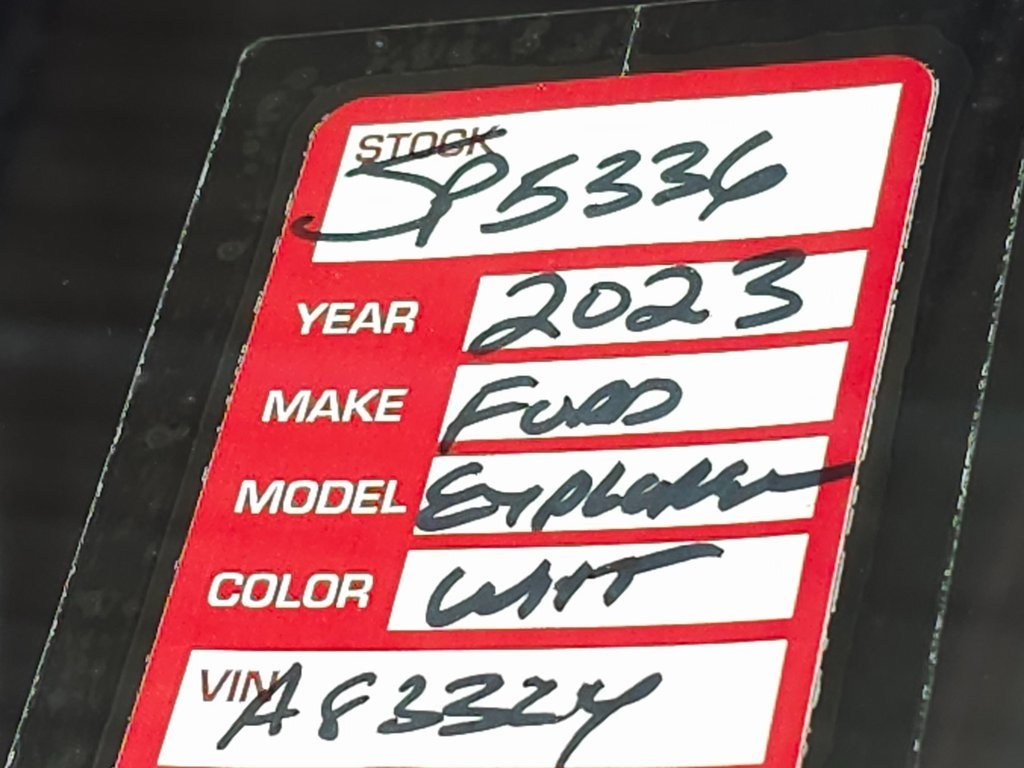 STOCK SP5336
YEAR 2023
MAKE FORD
MODEL EXPLORER
COLOR WHT
VIN A83324